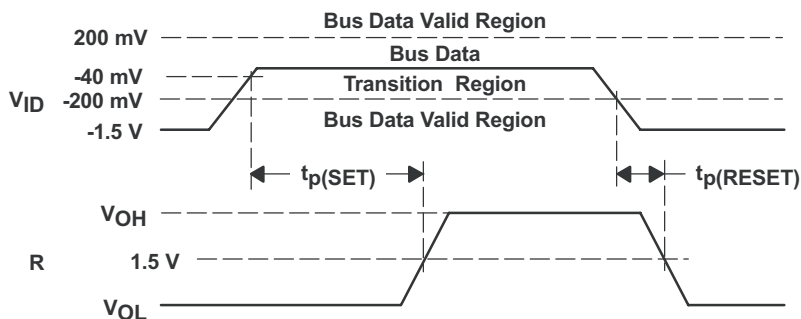 Bus Data Valid Region
200 mV
Bus Data
-40 mV
Transition Region
VID
-200 mV
Bus Data Valid Region
-1.5 V
tp(SET)
tp(RESET)
VOH
R
1.5 V
VOL